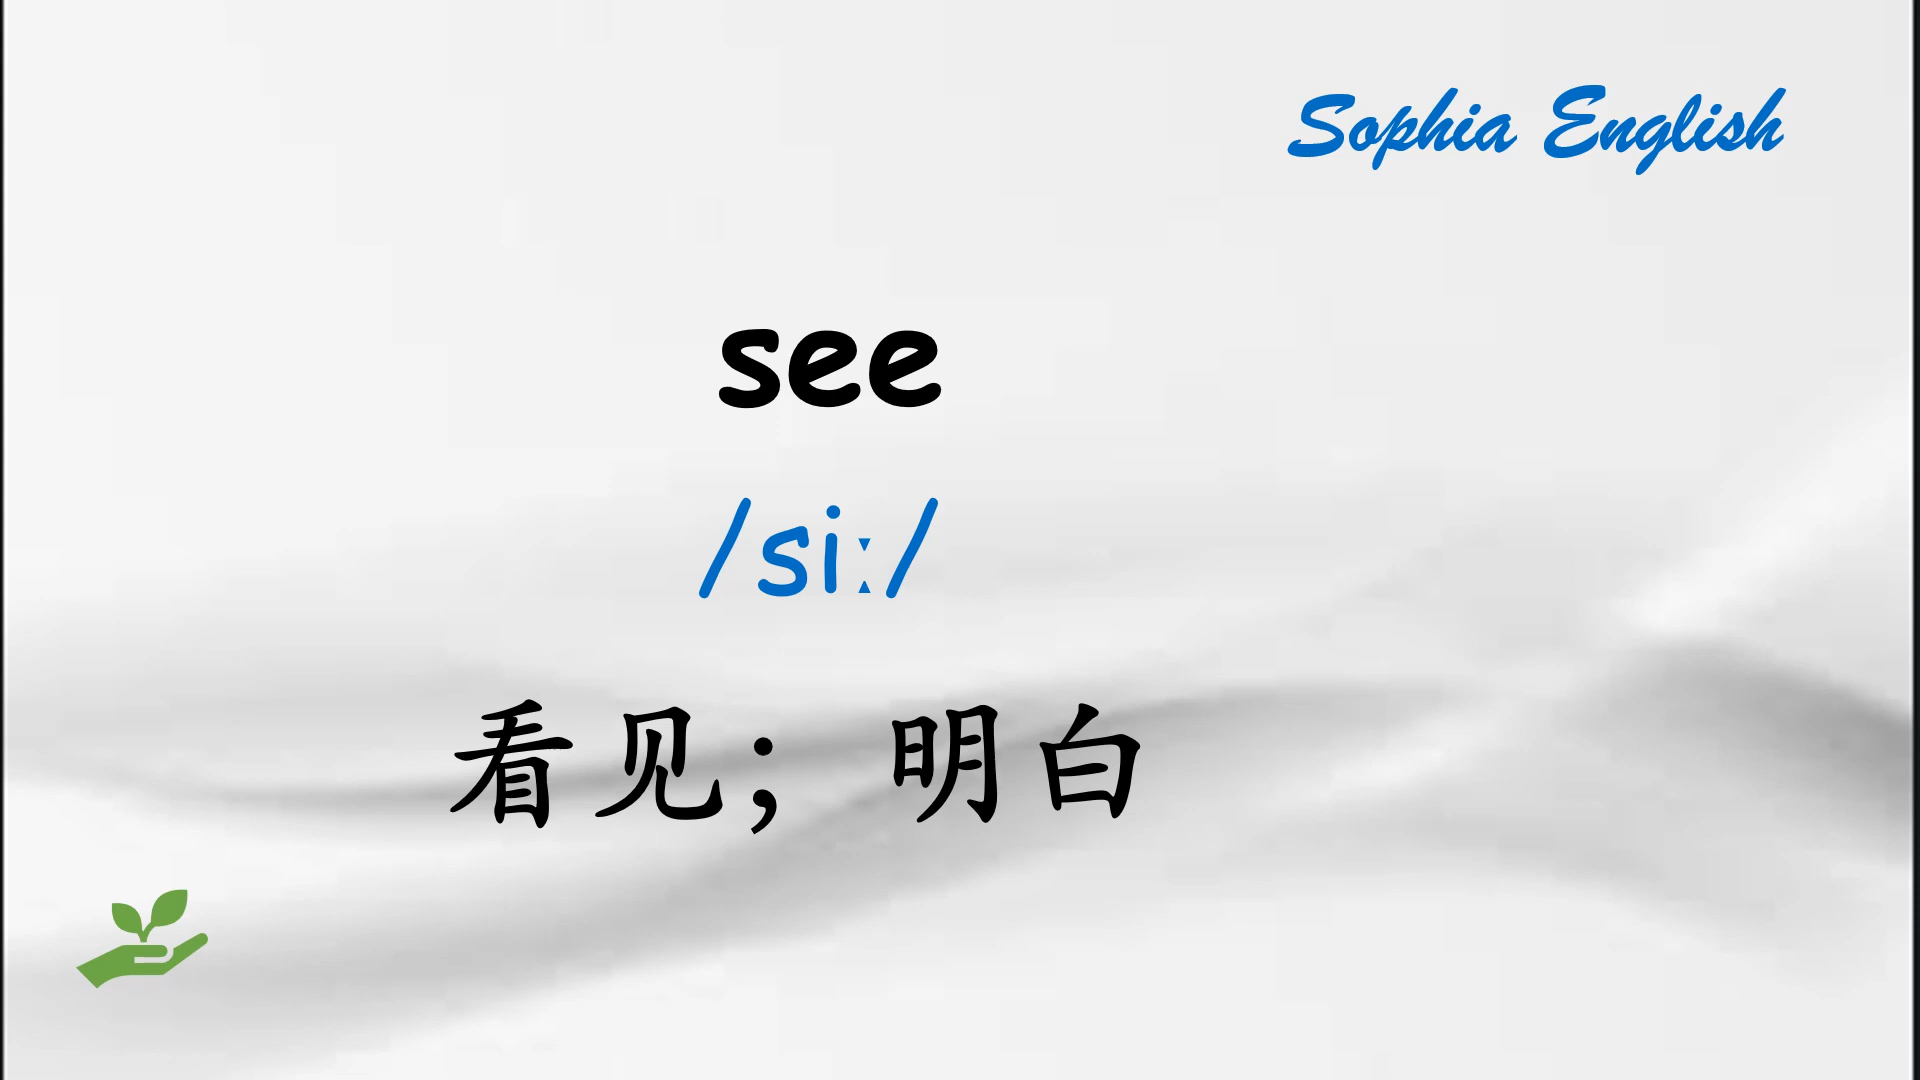 Sophia English
see
/siː/
看见；明白